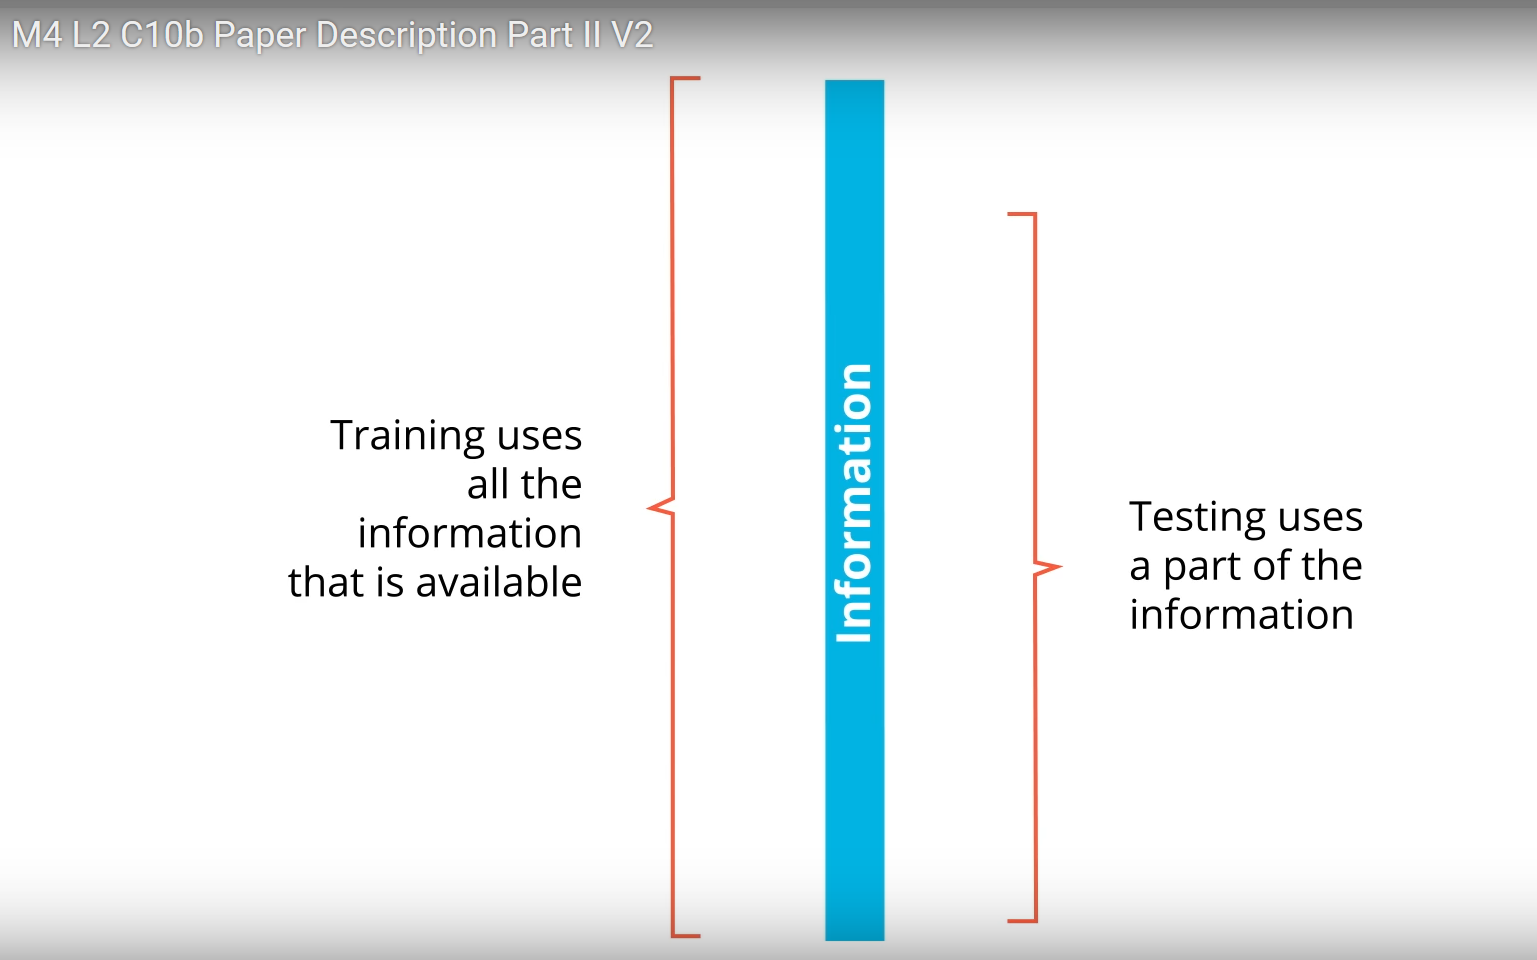 M4 L2 C10b Paper Description Part II V2
Training uses
all the
information
that is available
Information
Testing uses
a part of the
information